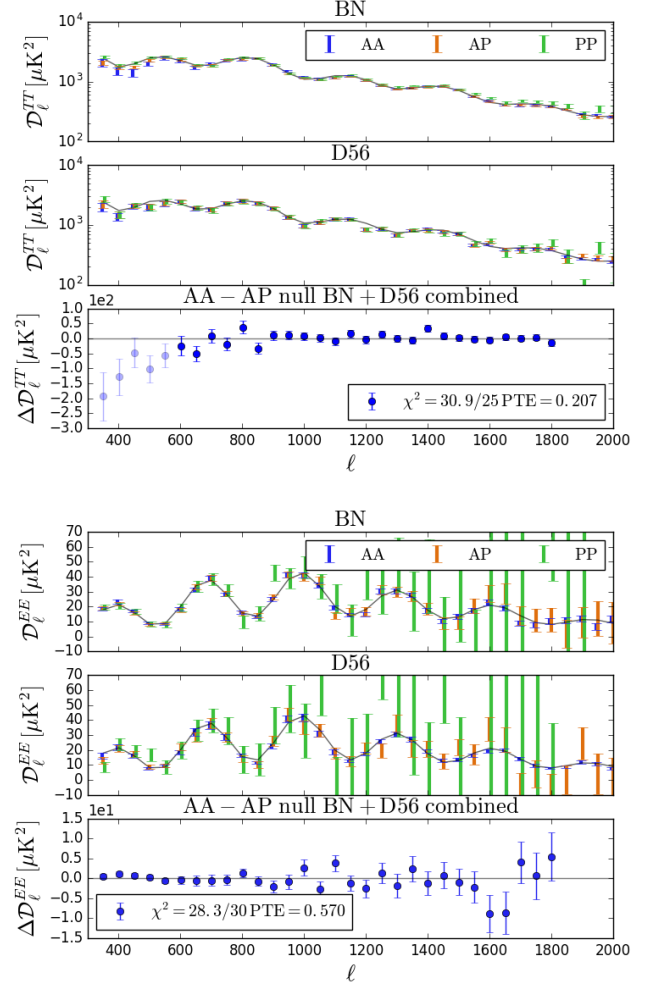 BN
10^4
AA AP PP
10^3
10^2
D_ℓ^{TT} [μK^2]
D56
10^4
10^3
10^2
D_ℓ^{TT} [μK^2]
1e2 AA − AP null BN + D56 combined
1.0
0.5
0.0
−0.5
−1.0
−1.5
−2.0
−2.5
−3.0
ΔD_ℓ^{TT} [μK^2]
χ^2 = 30.9/25 PTE = 0.207
400 600 800 1000 1200 1400 1600 1800 2000
ℓ
BN
70
60
50
40
30
20
10
0
−10
D_ℓ^{EE} [μK^2]
AA AP PP
D56
70
60
50
40
30
20
10
0
−10
D_ℓ^{EE} [μK^2]
1e1 AA − AP null BN + D56 combined
1.5
1.0
0.5
0.0
−0.5
−1.0
−1.5
ΔD_ℓ^{EE} [μK^2]
χ^2 = 28.3/30 PTE = 0.570
400 600 800 1000 1200 1400 1600 1800 2000
ℓ